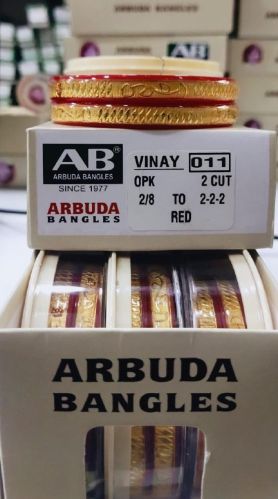 AB
AB®
ARBUDA BANGLES
SINCE 1977
ARBUDA
BANGLES
VINAY 011
OPK 2 CUT
2/8 TO 2-2-2
RED
ARBUDA
BANGLES